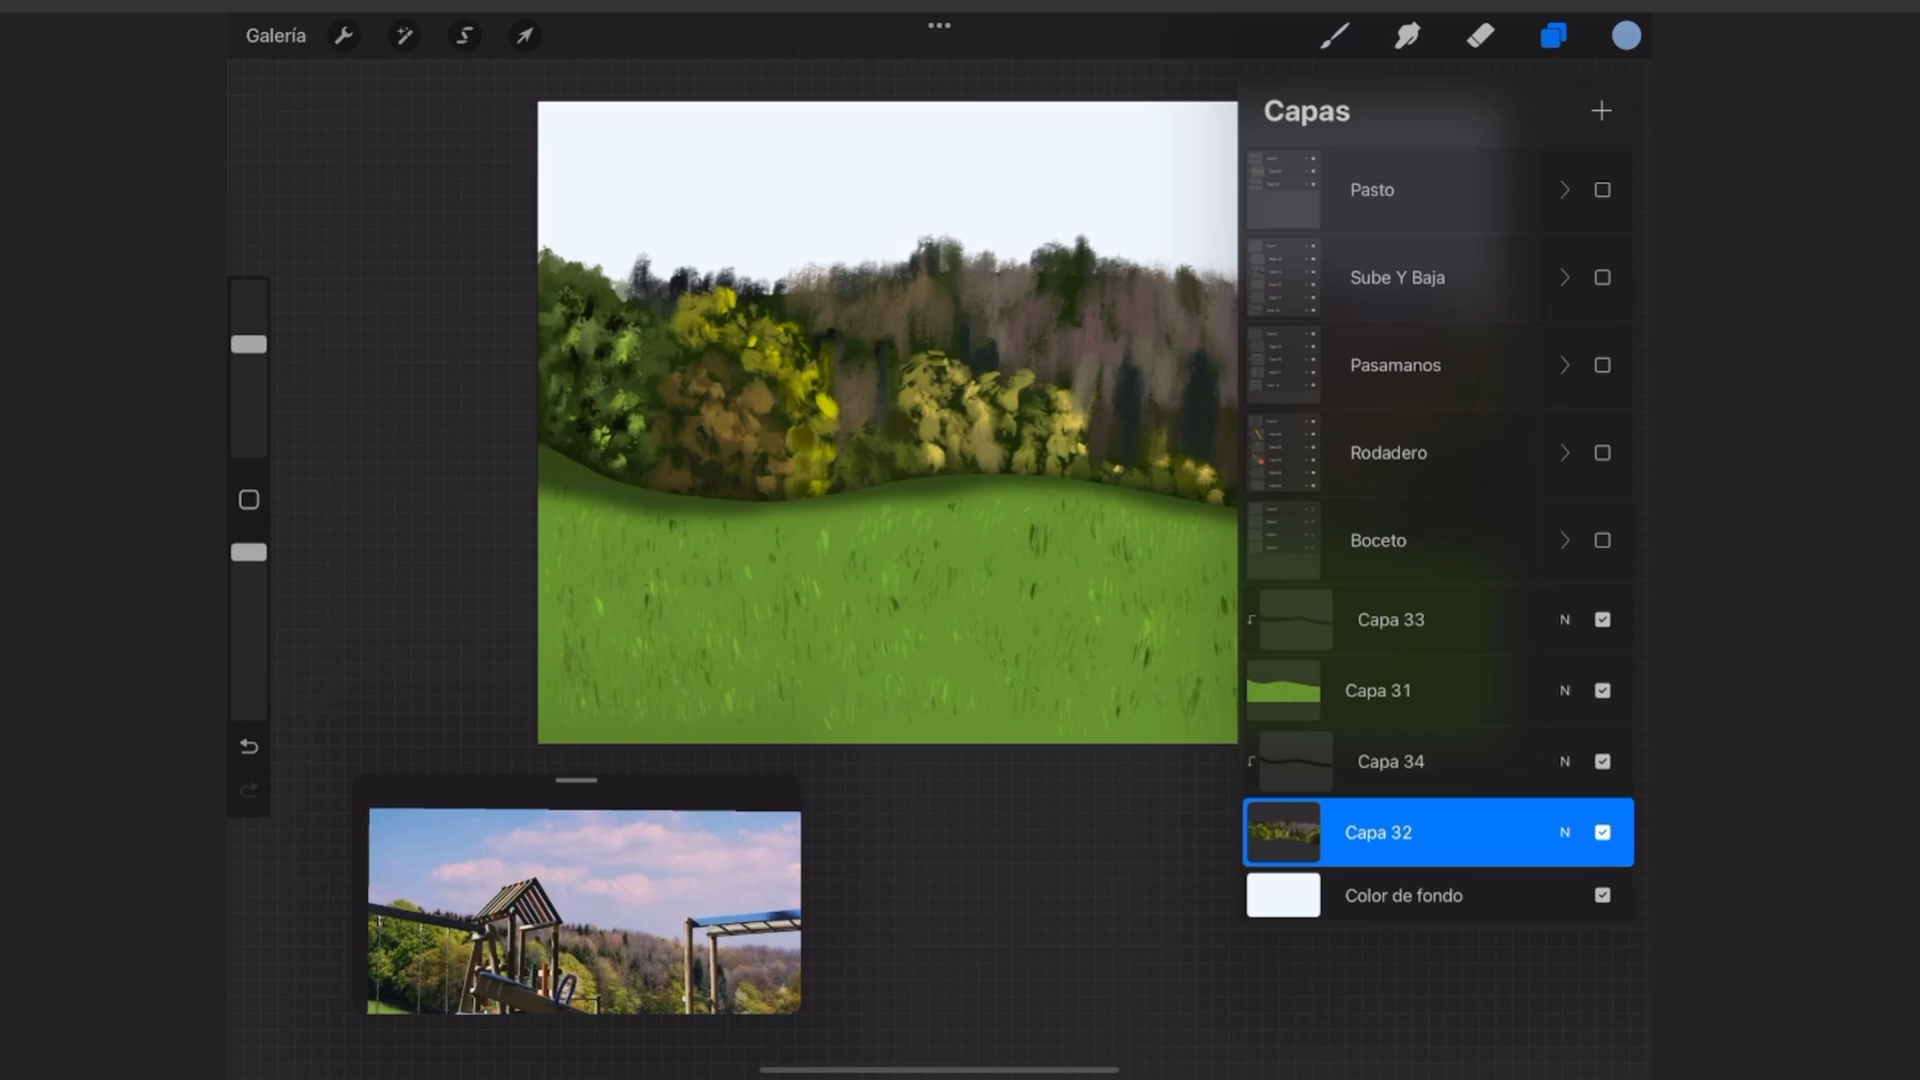 Galería
Capas
Pasto
Sube Y Baja
Pasamanos
Rodadero
Boceto
Capa 33 N
Capa 31 N
Capa 34 N
Capa 32 N
Color de fondo